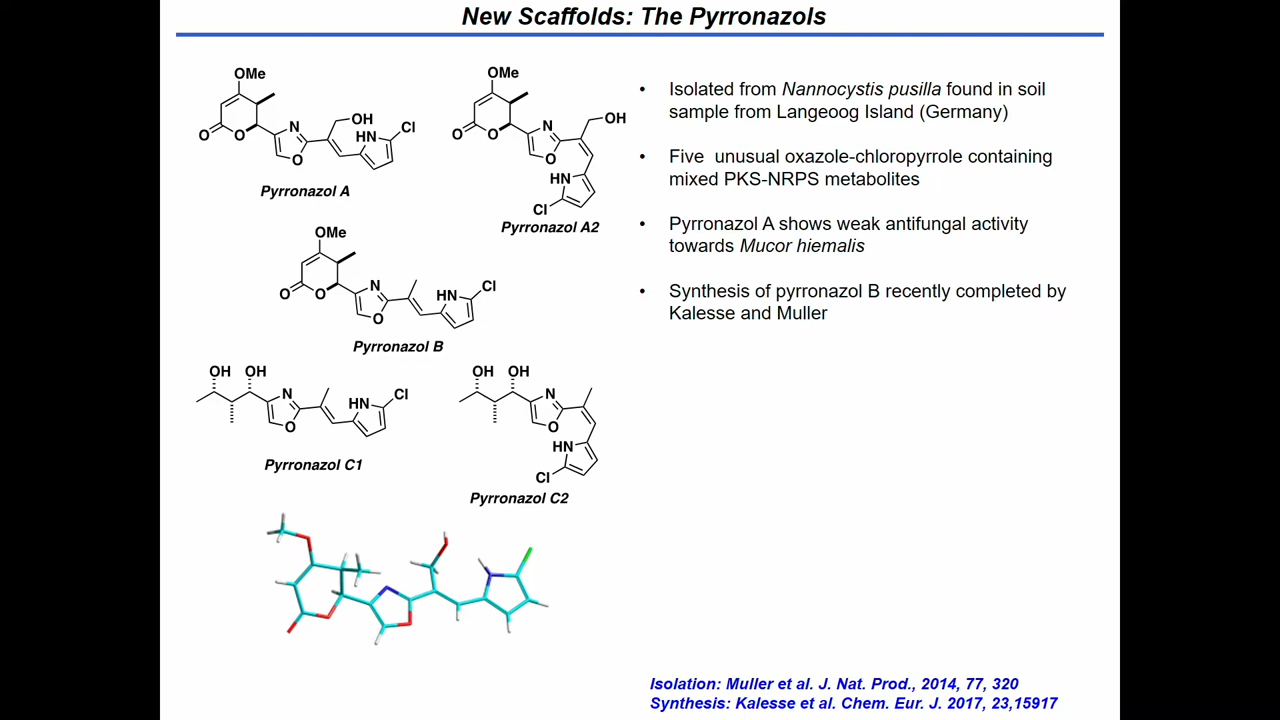 New Scaffolds: The Pyrronazols
OMe
O
O
N
O
OH
HN
Cl
Pyrronazol A
OMe
O
O
N
O
OH
HN
Cl
Pyrronazol A2
OMe
O
O
N
O
HN
Cl
Pyrronazol B
OH OH
N
O
HN
Cl
Pyrronazol C1
OH OH
N
O
HN
Cl
Pyrronazol C2
• Isolated from Nannocystis pusilla found in soil
sample from Langeoog Island (Germany)
• Five unusual oxazole-chloropyrrole containing
mixed PKS-NRPS metabolites
• Pyrronazol A shows weak antifungal activity
towards Mucor hiemalis
• Synthesis of pyrronazol B recently completed by
Kalesse and Muller
Isolation: Muller et al. J. Nat. Prod., 2014, 77, 320
Synthesis: Kalesse et al. Chem. Eur. J. 2017, 23,15917